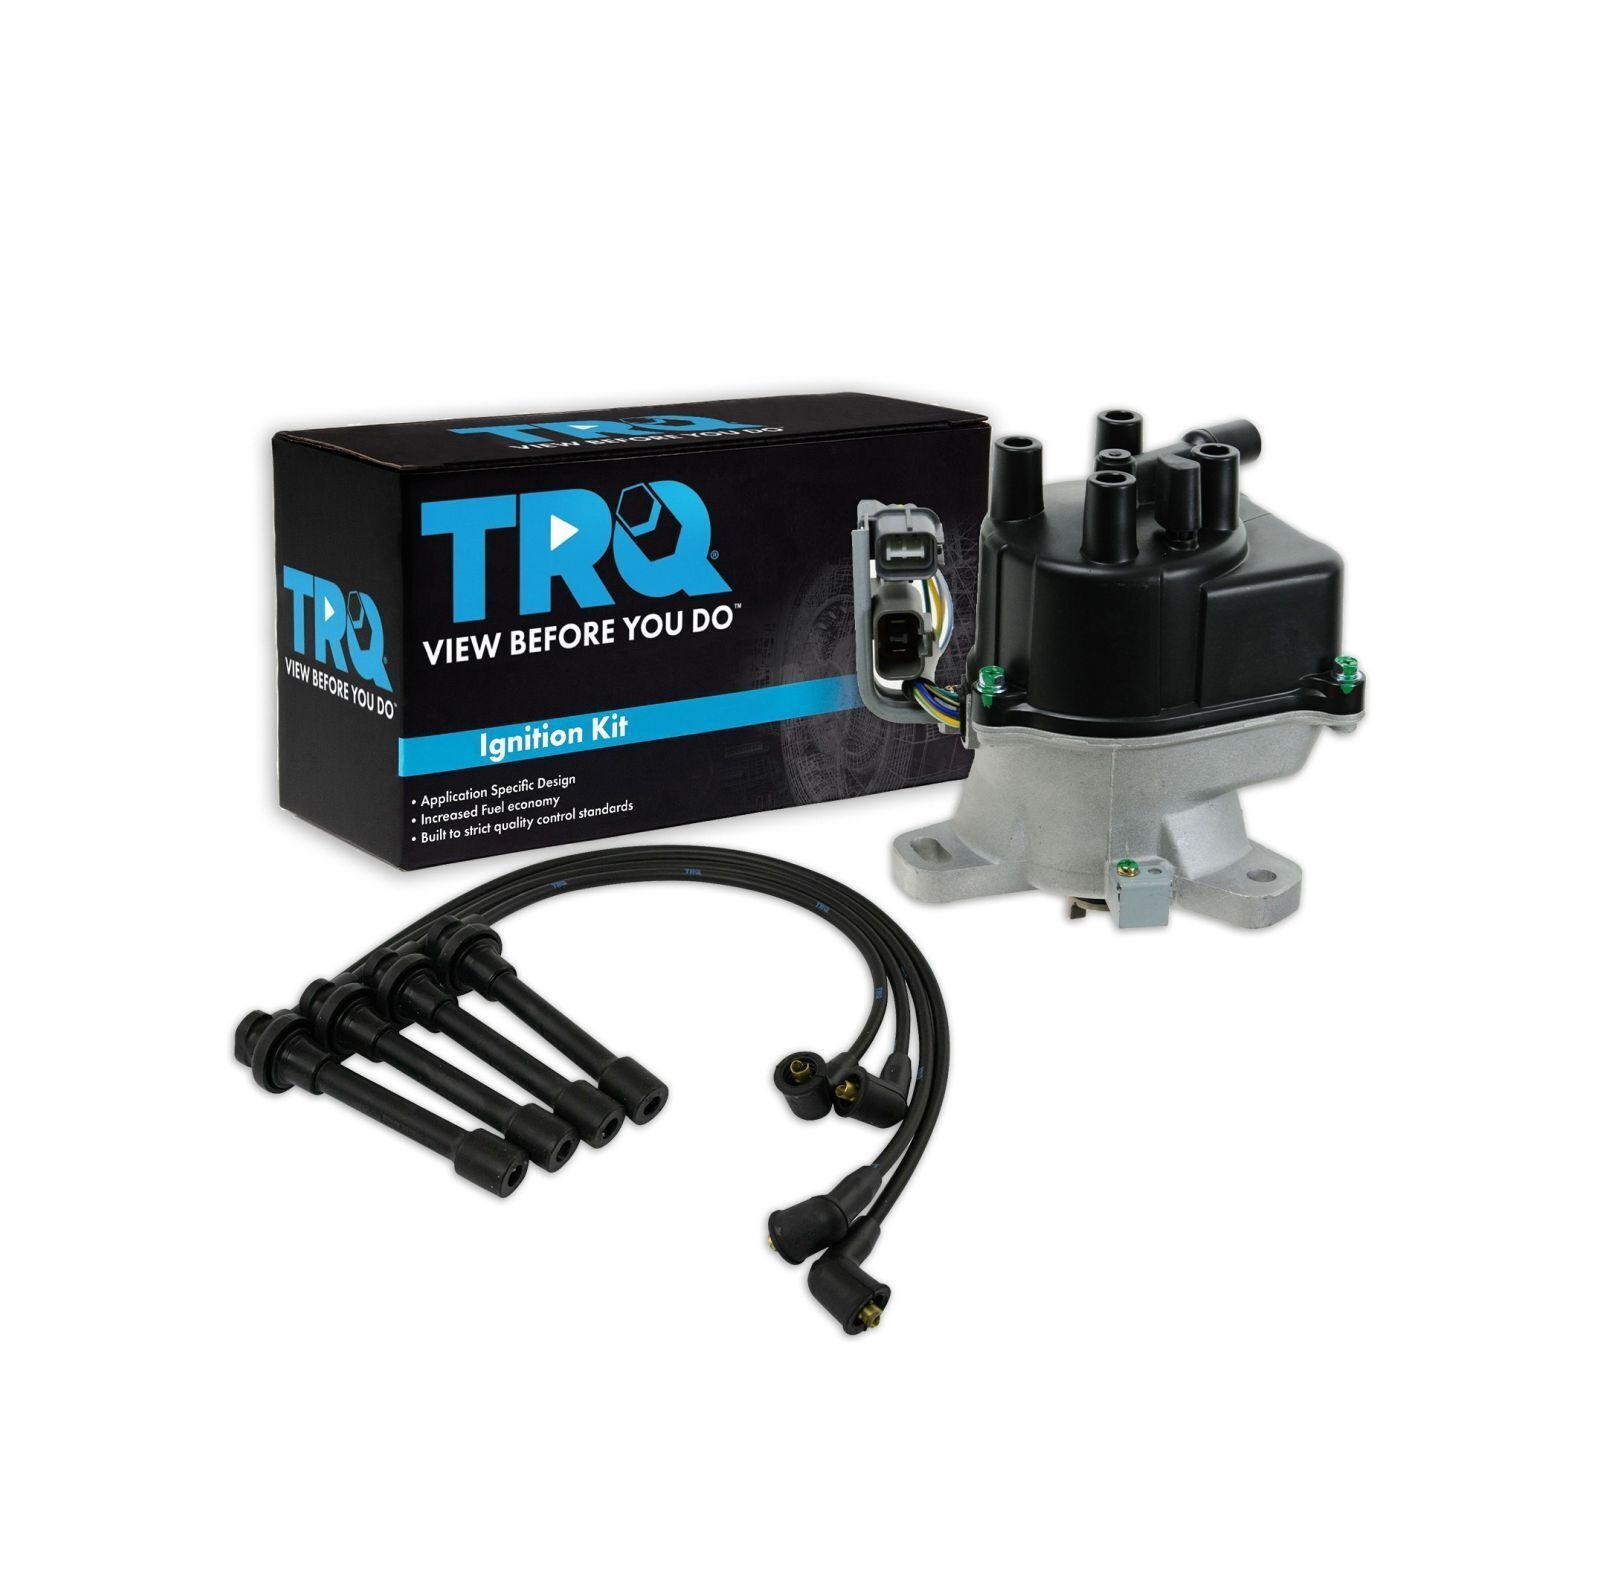 TRQ
VIEW BEFORE YOU DO
TRQ®
VIEW BEFORE YOU DO™
TRQ®
VIEW BEFORE YOU DO™
Ignition Kit
• Application Specific Design
• Increased Fuel economy
• Built to strict quality control standards
TRQ
TRQ
TRQ
TRQ